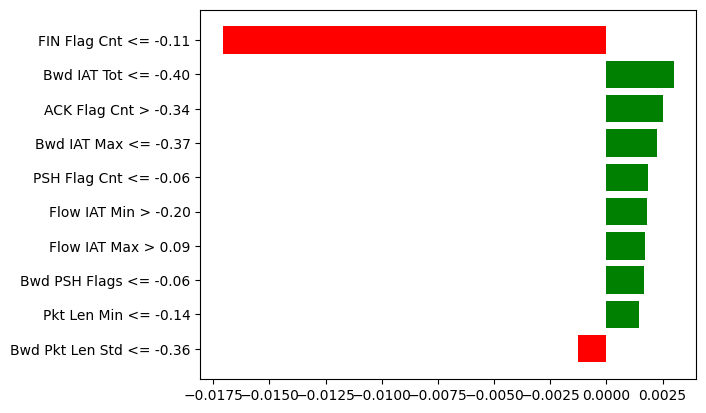 FIN Flag Cnt <= -0.11
Bwd IAT Tot <= -0.40
ACK Flag Cnt > -0.34
Bwd IAT Max <= -0.37
PSH Flag Cnt <= -0.06
Flow IAT Min > -0.20
Flow IAT Max > 0.09
Bwd PSH Flags <= -0.06
Pkt Len Min <= -0.14
Bwd Pkt Len Std <= -0.36
−0.0175 −0.0150 −0.0125 −0.0100 −0.0075 −0.0050 −0.0025 0.0000 0.0025